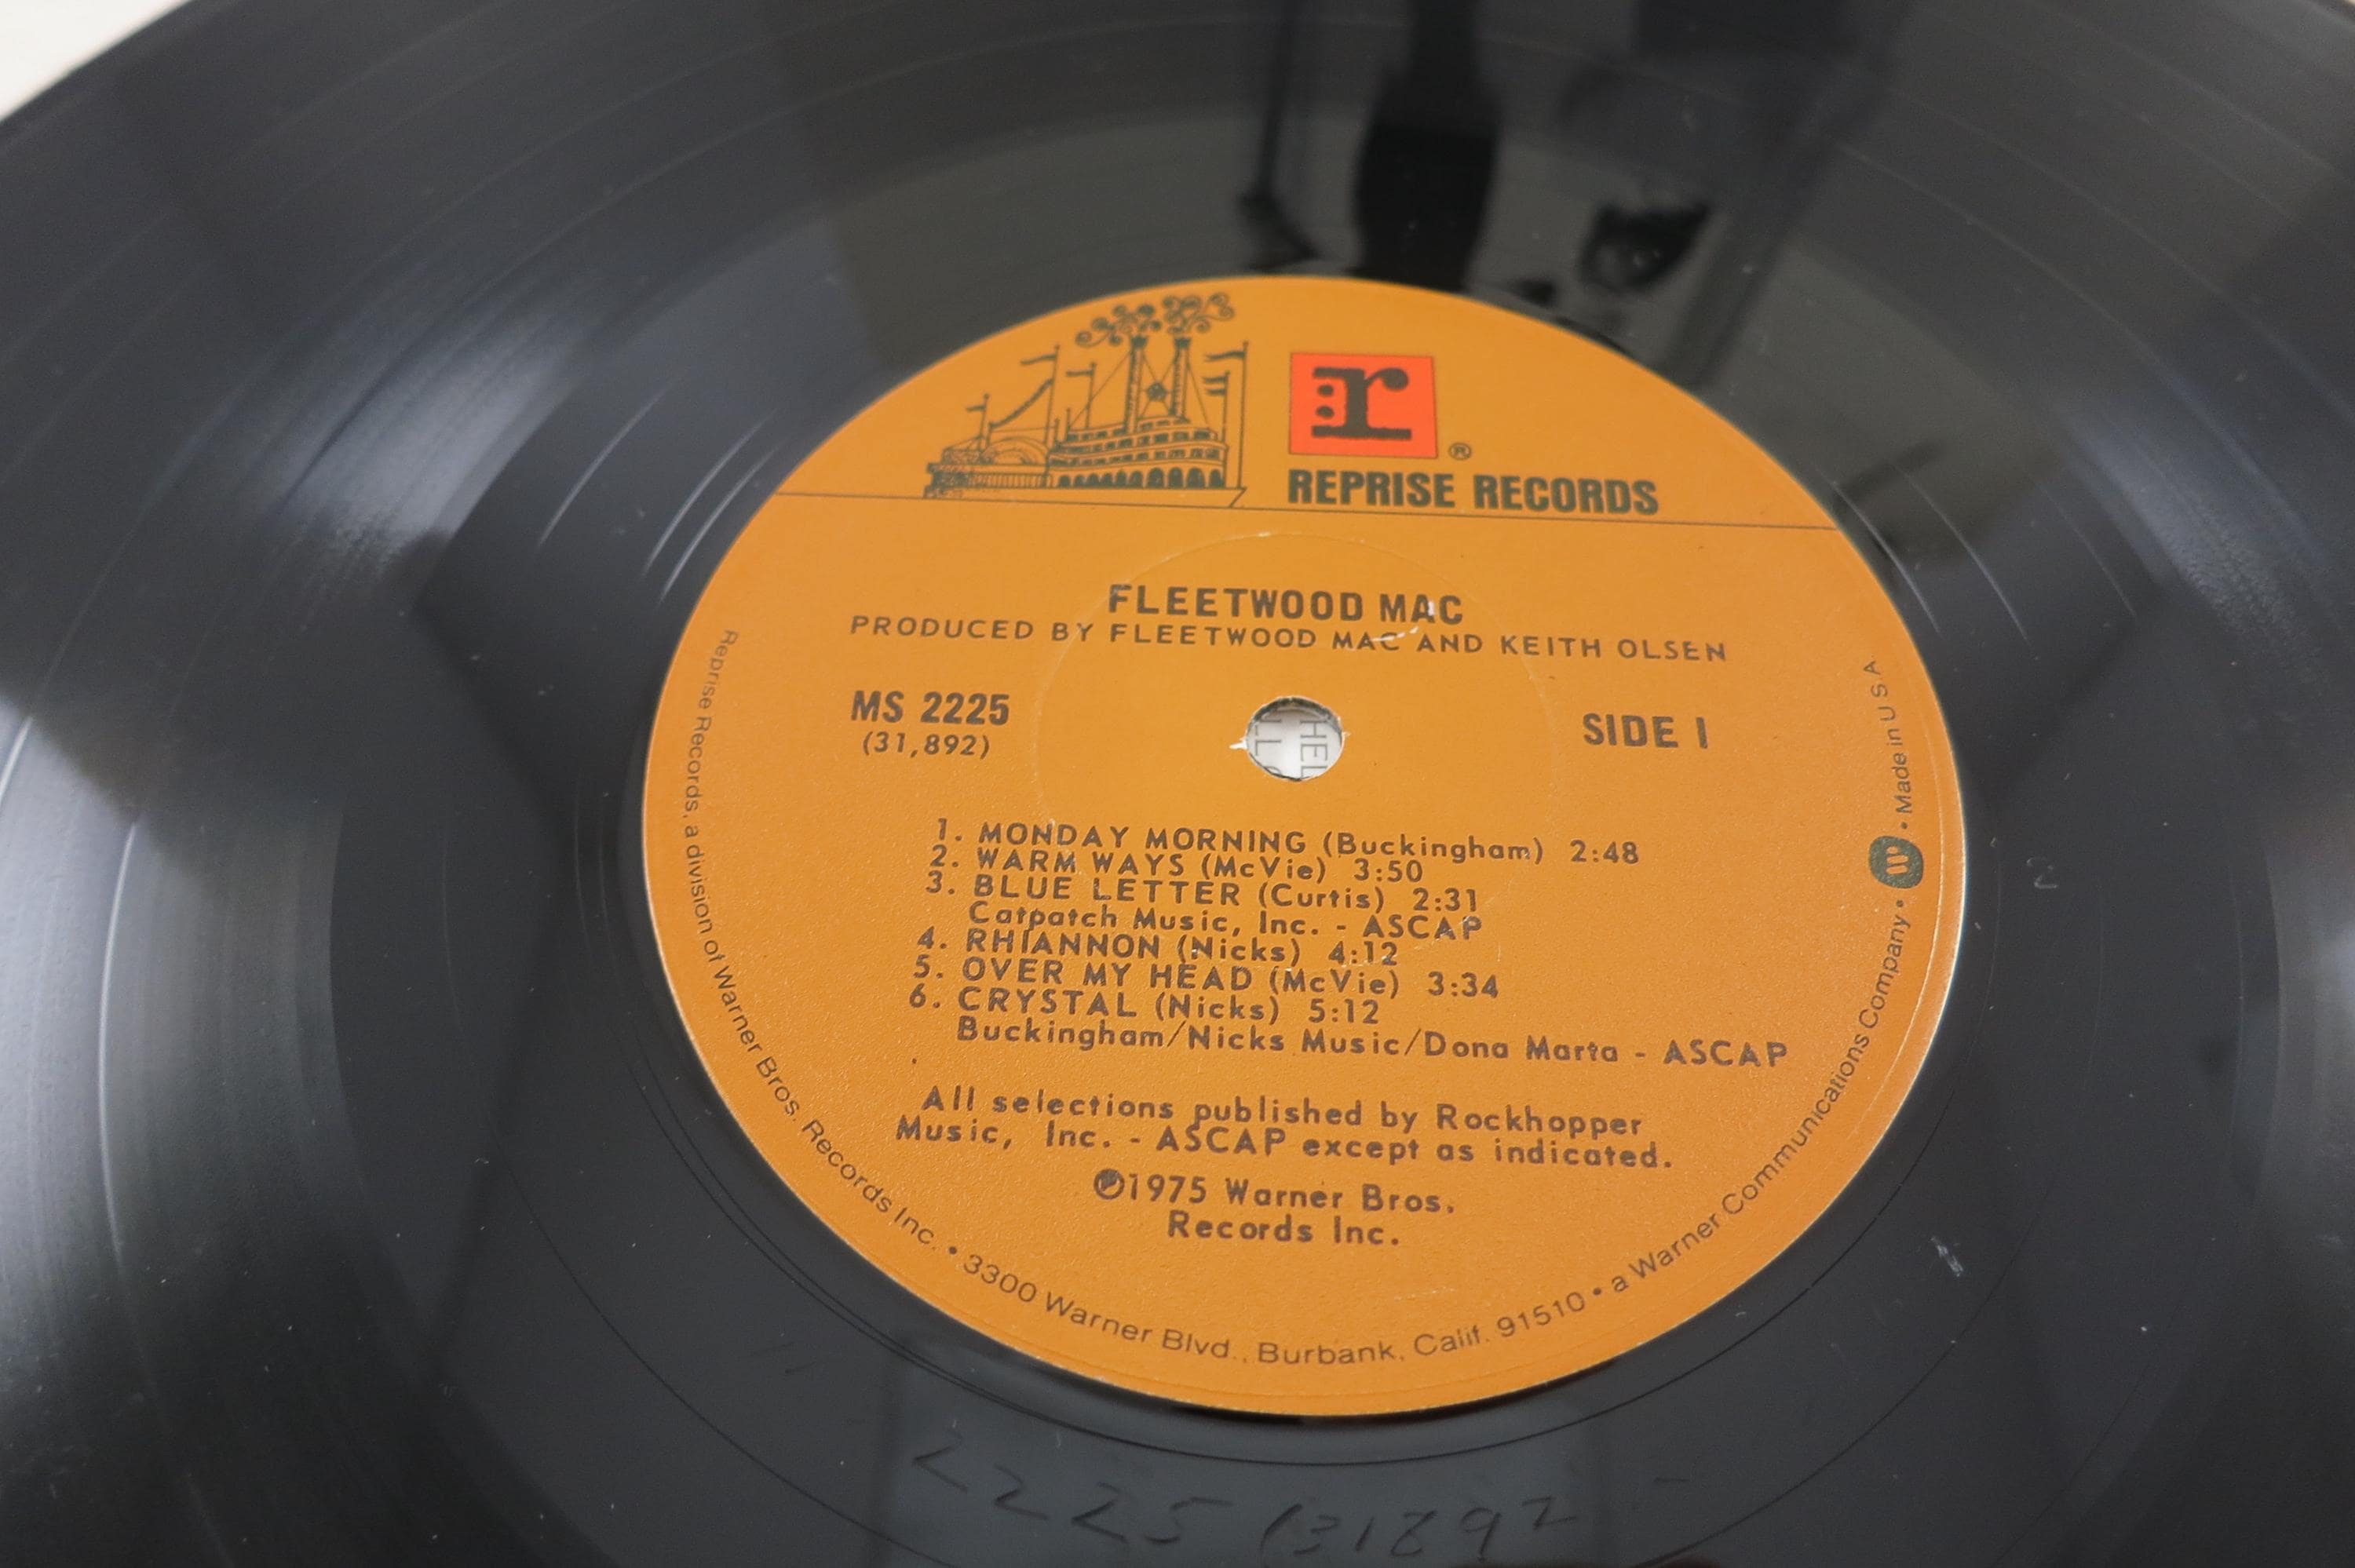 r
®
REPRISE RECORDS
FLEETWOOD MAC
PRODUCED BY FLEETWOOD MAC AND KEITH OLSEN
MS 2225
(31,892)
SIDE 1
1. MONDAY MORNING (Buckingham) 2:48
2. WARM WAYS (McVie) 3:50
3. BLUE LETTER (Curtis) 2:31
Catpatch Music, Inc. - ASCAP
4. RHIANNON (Nicks) 4:12
5. OVER MY HEAD (McVie) 3:34
6. CRYSTAL (Nicks) 5:12
Buckingham/Nicks Music/Dona Marta - ASCAP
All selections published by Rockhopper
Music, Inc. - ASCAP except as indicated.
℗1975 Warner Bros.
Records Inc.
Reprise Records, a division of Warner Bros. Records Inc. • 3300 Warner Blvd., Burbank, Calif. 91510 • a Warner Communications Company • W • Made in U S A
2225 (31892